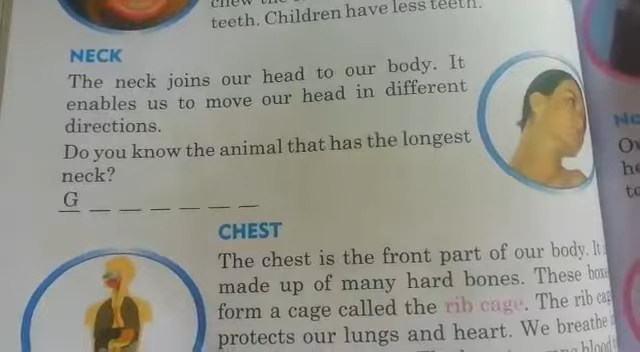 teeth. Children have less teeth.
NECK
The neck joins our head to our body. It
enables us to move our head in different
directions.
Do you know the animal that has the longest
neck?
G _ _ _ _ _ _
CHEST
The chest is the front part of our body. It
made up of many hard bones. These
form a cage called the rib cage. The rib
protects our lungs and heart. We breathe
blood